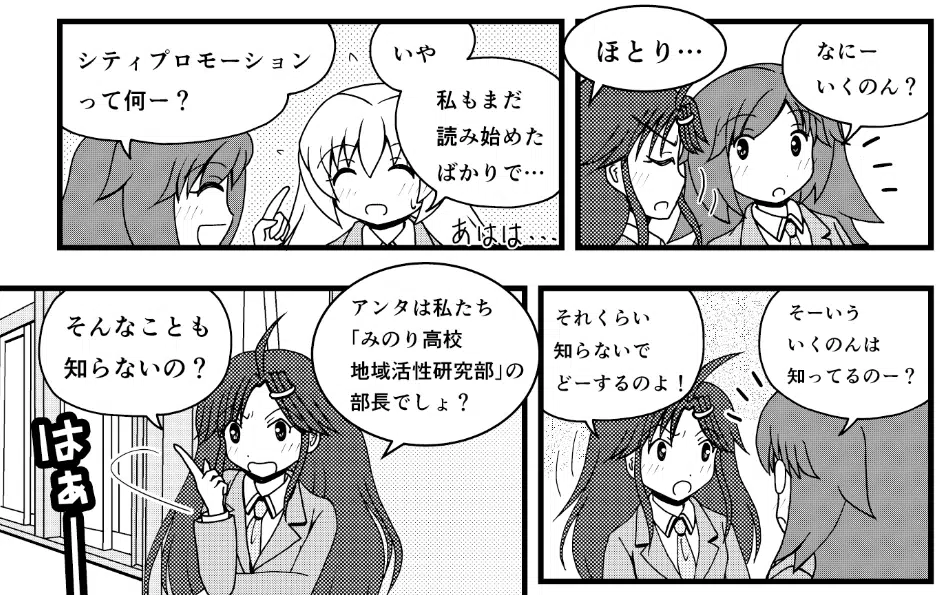 シティプロモーション
って何ー？
いや
私もまだ
読み始めた
ばかりで…
あはは…
ほとり…
なにー
いくのん？
はぁ
そんなことも
知らないの？
アンタは私たち
「みのり高校
地域活性研究部」の
部長でしょ？
それくらい
知らないで
どーするのよ！
そーいう
いくのんは
知ってるのー？